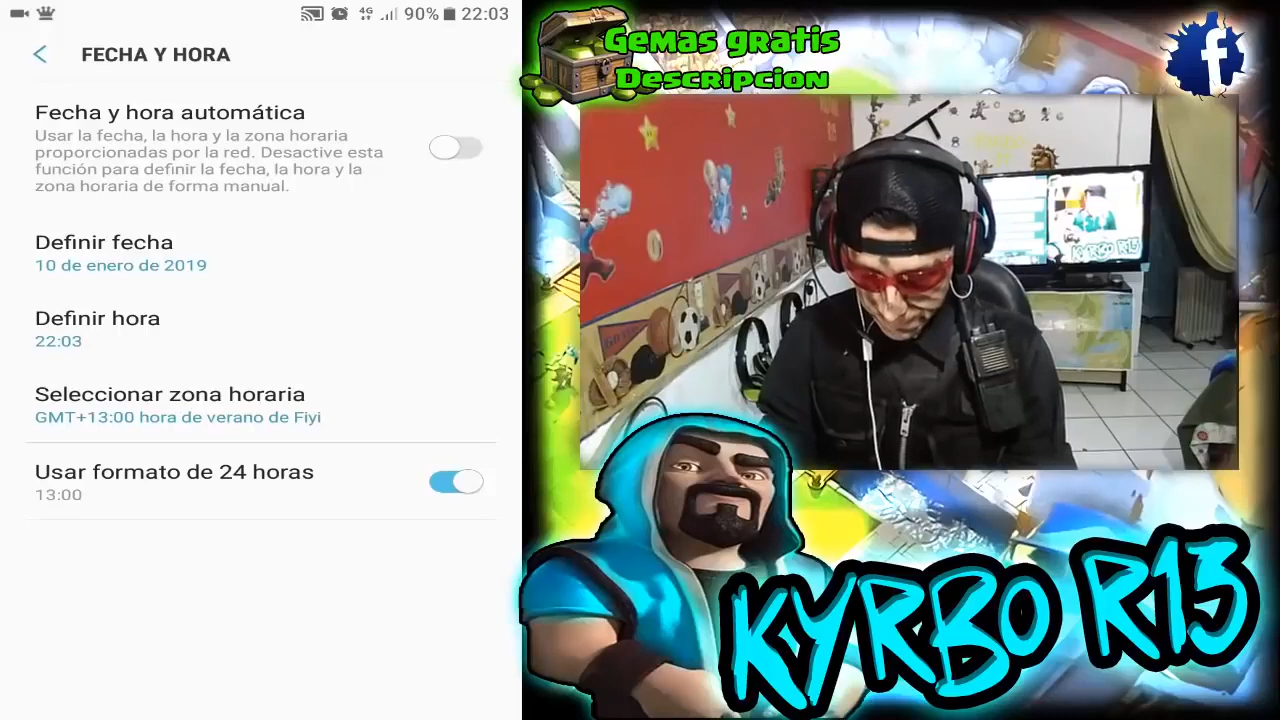 4G 90% 22:03
FECHA Y HORA
Fecha y hora automática
Usar la fecha, la hora y la zona horaria
proporcionadas por la red. Desactive esta
función para definir la fecha, la hora y la
zona horaria de forma manual.
Definir fecha
10 de enero de 2019
Definir hora
22:03
Seleccionar zona horaria
GMT+13:00 hora de verano de Fiyi
Usar formato de 24 horas
13:00
Gemas gratis
Descripcion
f
KYRBO R15
KYRBO R15